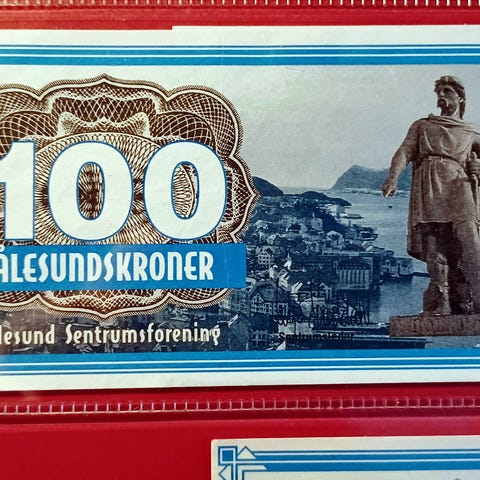 100
ÅLESUNDSKRONER
lesund Sentrumsforening